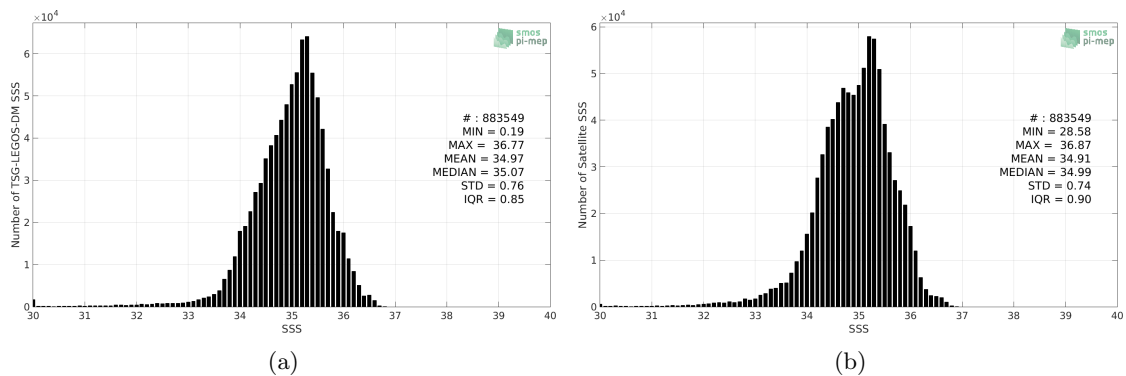 ×10⁴
6
5
4
3
2
1
0
Number of TSG-LEGOS-DM SSS
smos
pi-mep
# : 883549
MIN = 0.19
MAX = 36.77
MEAN = 34.97
MEDIAN = 35.07
STD = 0.76
IQR = 0.85
30 31 32 33 34 35 36 37 38 39 40
SSS
(a)
×10⁴
6
5
4
3
2
1
0
Number of Satellite SSS
smos
pi-mep
# : 883549
MIN = 28.58
MAX = 36.87
MEAN = 34.91
MEDIAN = 34.99
STD = 0.74
IQR = 0.90
30 31 32 33 34 35 36 37 38 39 40
SSS
(b)